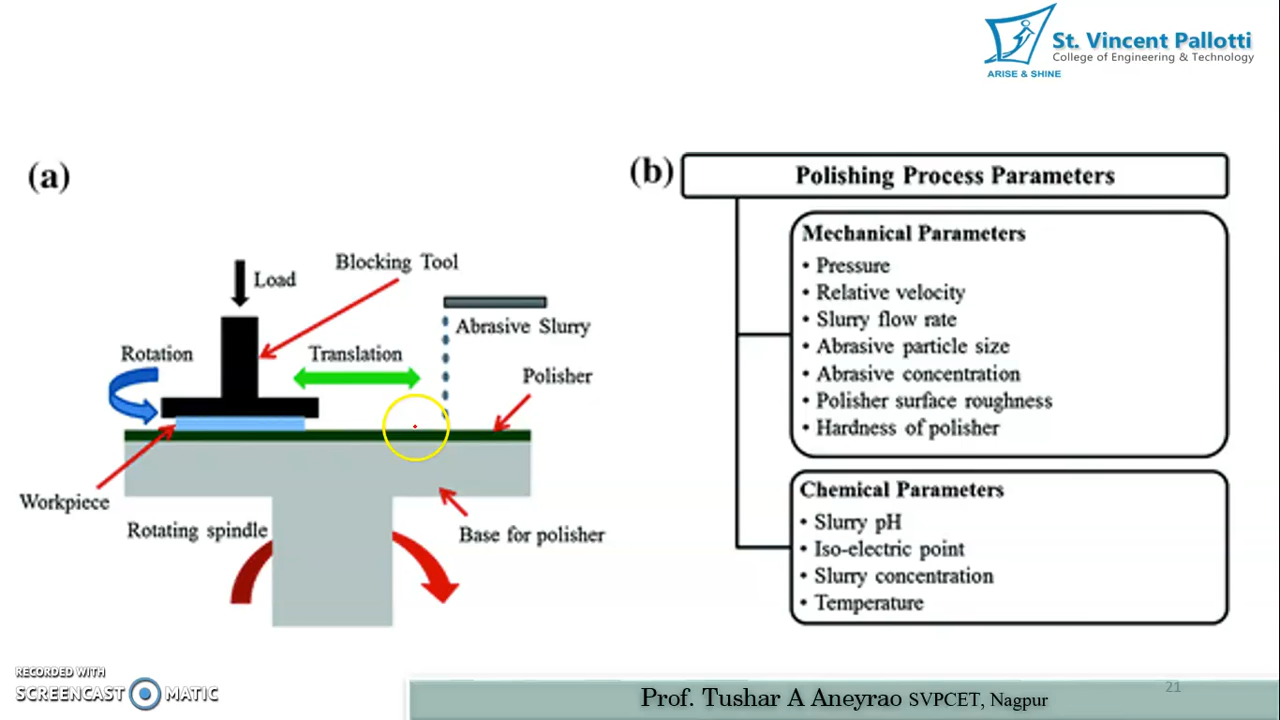 St. Vincent Pallotti
College of Engineering & Technology
ARISE & SHINE
(a)
Load
Blocking Tool
Abrasive Slurry
Rotation
Translation
Polisher
Workpiece
Rotating spindle
Base for polisher
(b)
Polishing Process Parameters
Mechanical Parameters
• Pressure
• Relative velocity
• Slurry flow rate
• Abrasive particle size
• Abrasive concentration
• Polisher surface roughness
• Hardness of polisher
Chemical Parameters
• Slurry pH
• Iso-electric point
• Slurry concentration
• Temperature
RECORDED WITH
SCREENCAST MATIC
Prof. Tushar A Aneyrao SVPCET, Nagpur
21